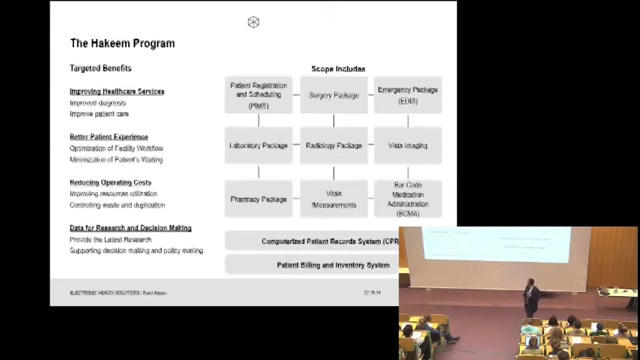 The Hakeem Program
Targeted Benefits
Improving Healthcare Services
Improved diagnosis
Improve patient care
Better Patient Experience
Optimization of Facility Workflow
Minimization of Patient's Waiting
Reducing Operating Costs
Improving resources utilization
Controlling waste and duplication
Data for Research and Decision Making
Provide the Latest Research
Supporting decision making and policy making
Scope Includes
Patient Registration
and Scheduling
(PIMS)
Surgery Package
Emergency Package
(EDIS)
Laboratory Package
Radiology Package
Vista Imaging
Pharmacy Package
Vitals
/Measurements
Bar Code
Medication
Administration
(BCMA)
Computerized Patient Records System (CPR
Patient Billing and Inventory System
ELECTRONIC HEALTH SOLUTIONS /